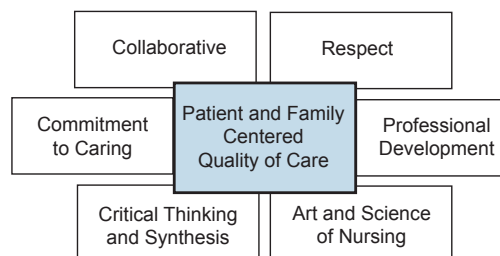 Collaborative
Respect
Commitment
to Caring
Patient and Family
Centered
Quality of Care
Professional
Development
Critical Thinking
and Synthesis
Art and Science
of Nursing